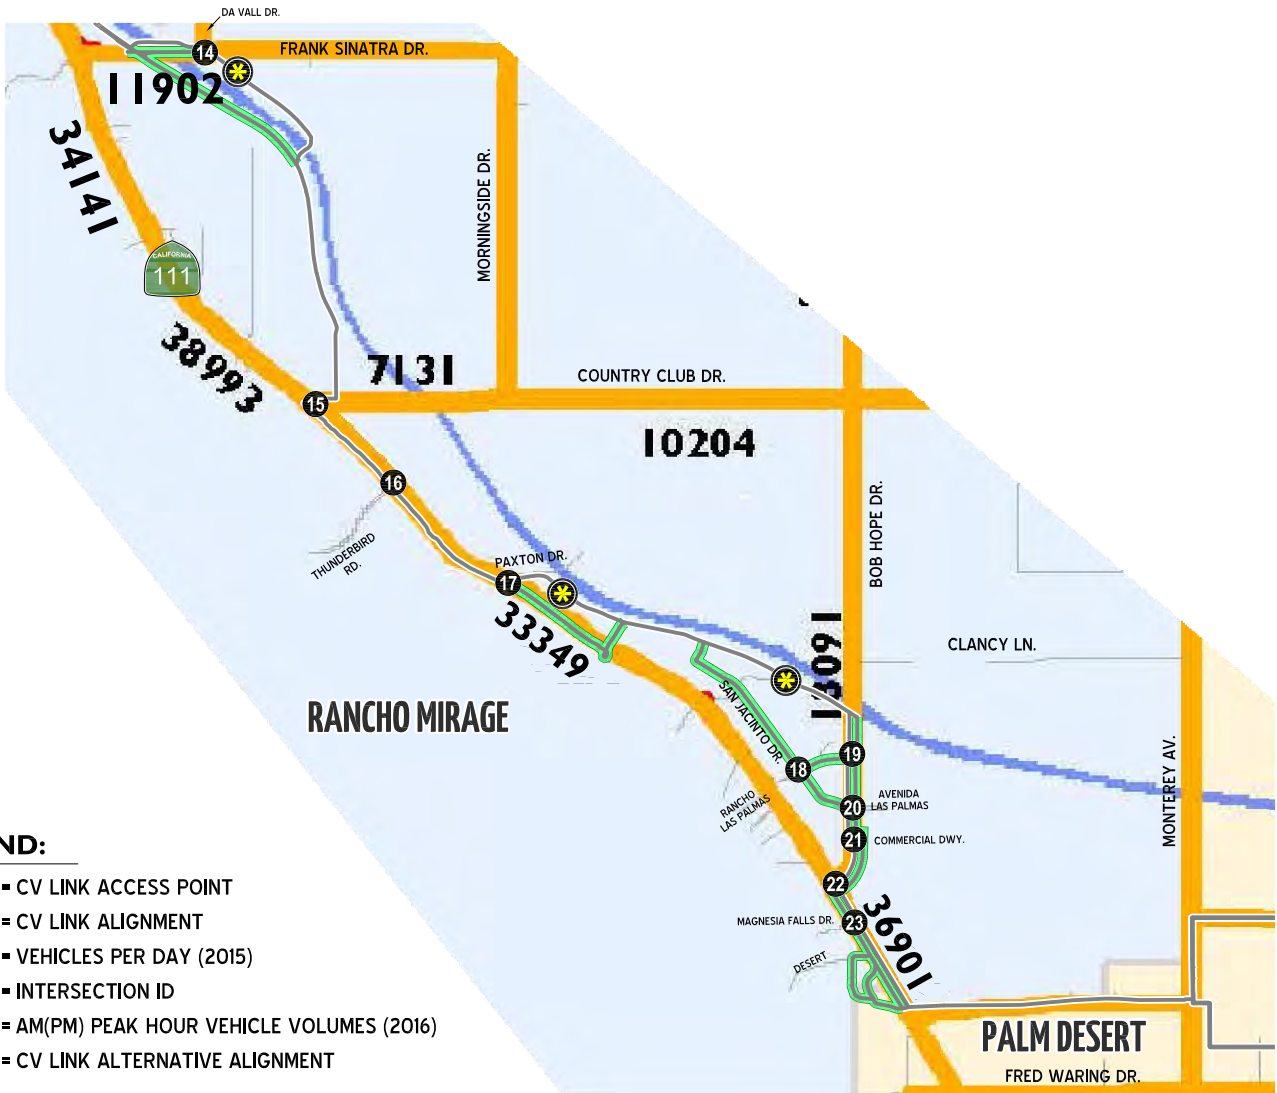 DA VALL DR.
14
FRANK SINATRA DR.
11902
34141
MORNINGSIDE DR.
CALIFORNIA
111
38993
7131
COUNTRY CLUB DR.
15
10204
16
THUNDERBIRD
RD.
BOB HOPE DR.
PAXTON DR.
17
33349
CLANCY LN.
RANCHO MIRAGE
SAN JACINTO DR.
18
19
RANCHO
LAS PALMAS
20
AVENIDA
LAS PALMAS
21
COMMERCIAL DWY.
MONTEREY AV.
22
MAGNESIA FALLS DR.
23
36901
DESERT
PALM DESERT
FRED WARING DR.
ND:
= CV LINK ACCESS POINT
= CV LINK ALIGNMENT
= VEHICLES PER DAY (2015)
= INTERSECTION ID
= AM(PM) PEAK HOUR VEHICLE VOLUMES (2016)
= CV LINK ALTERNATIVE ALIGNMENT